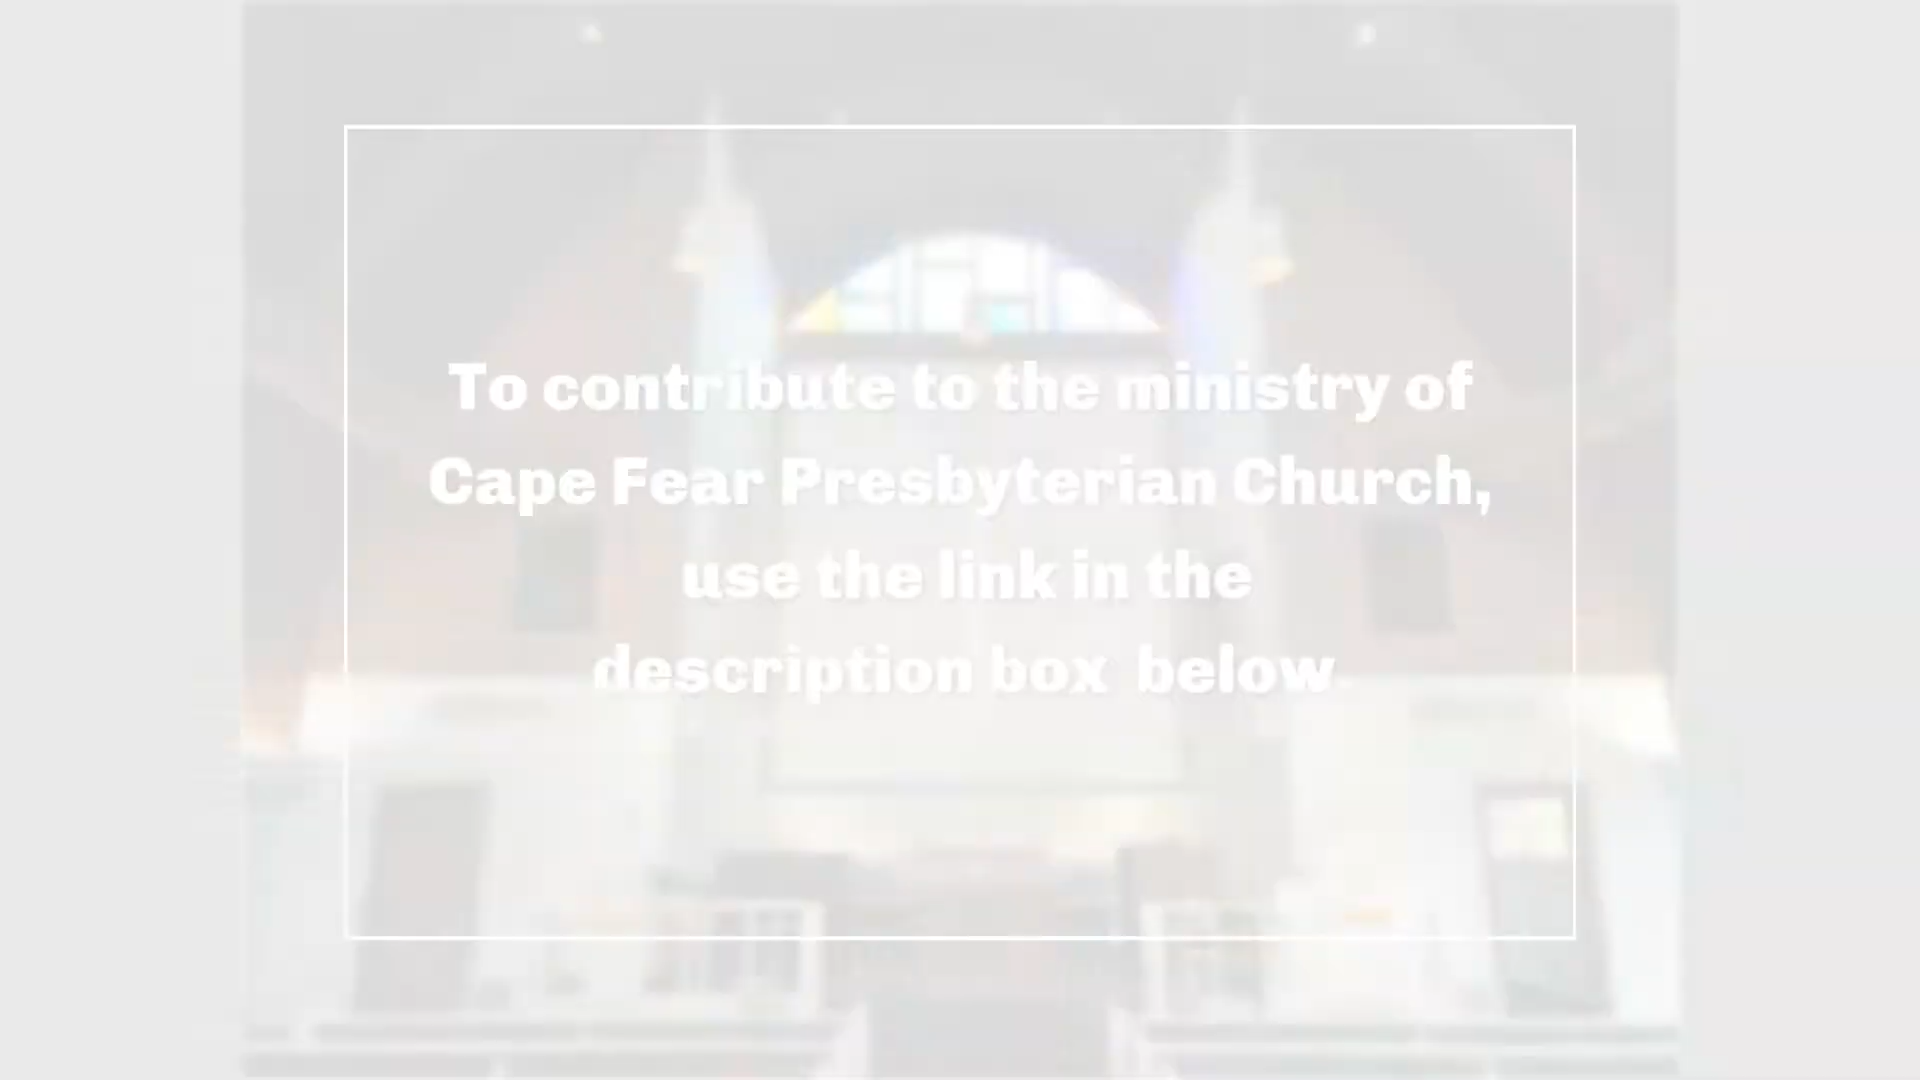 To contribute to the ministry of
Cape Fear Presbyterian Church,
use the link in the
description box  below.